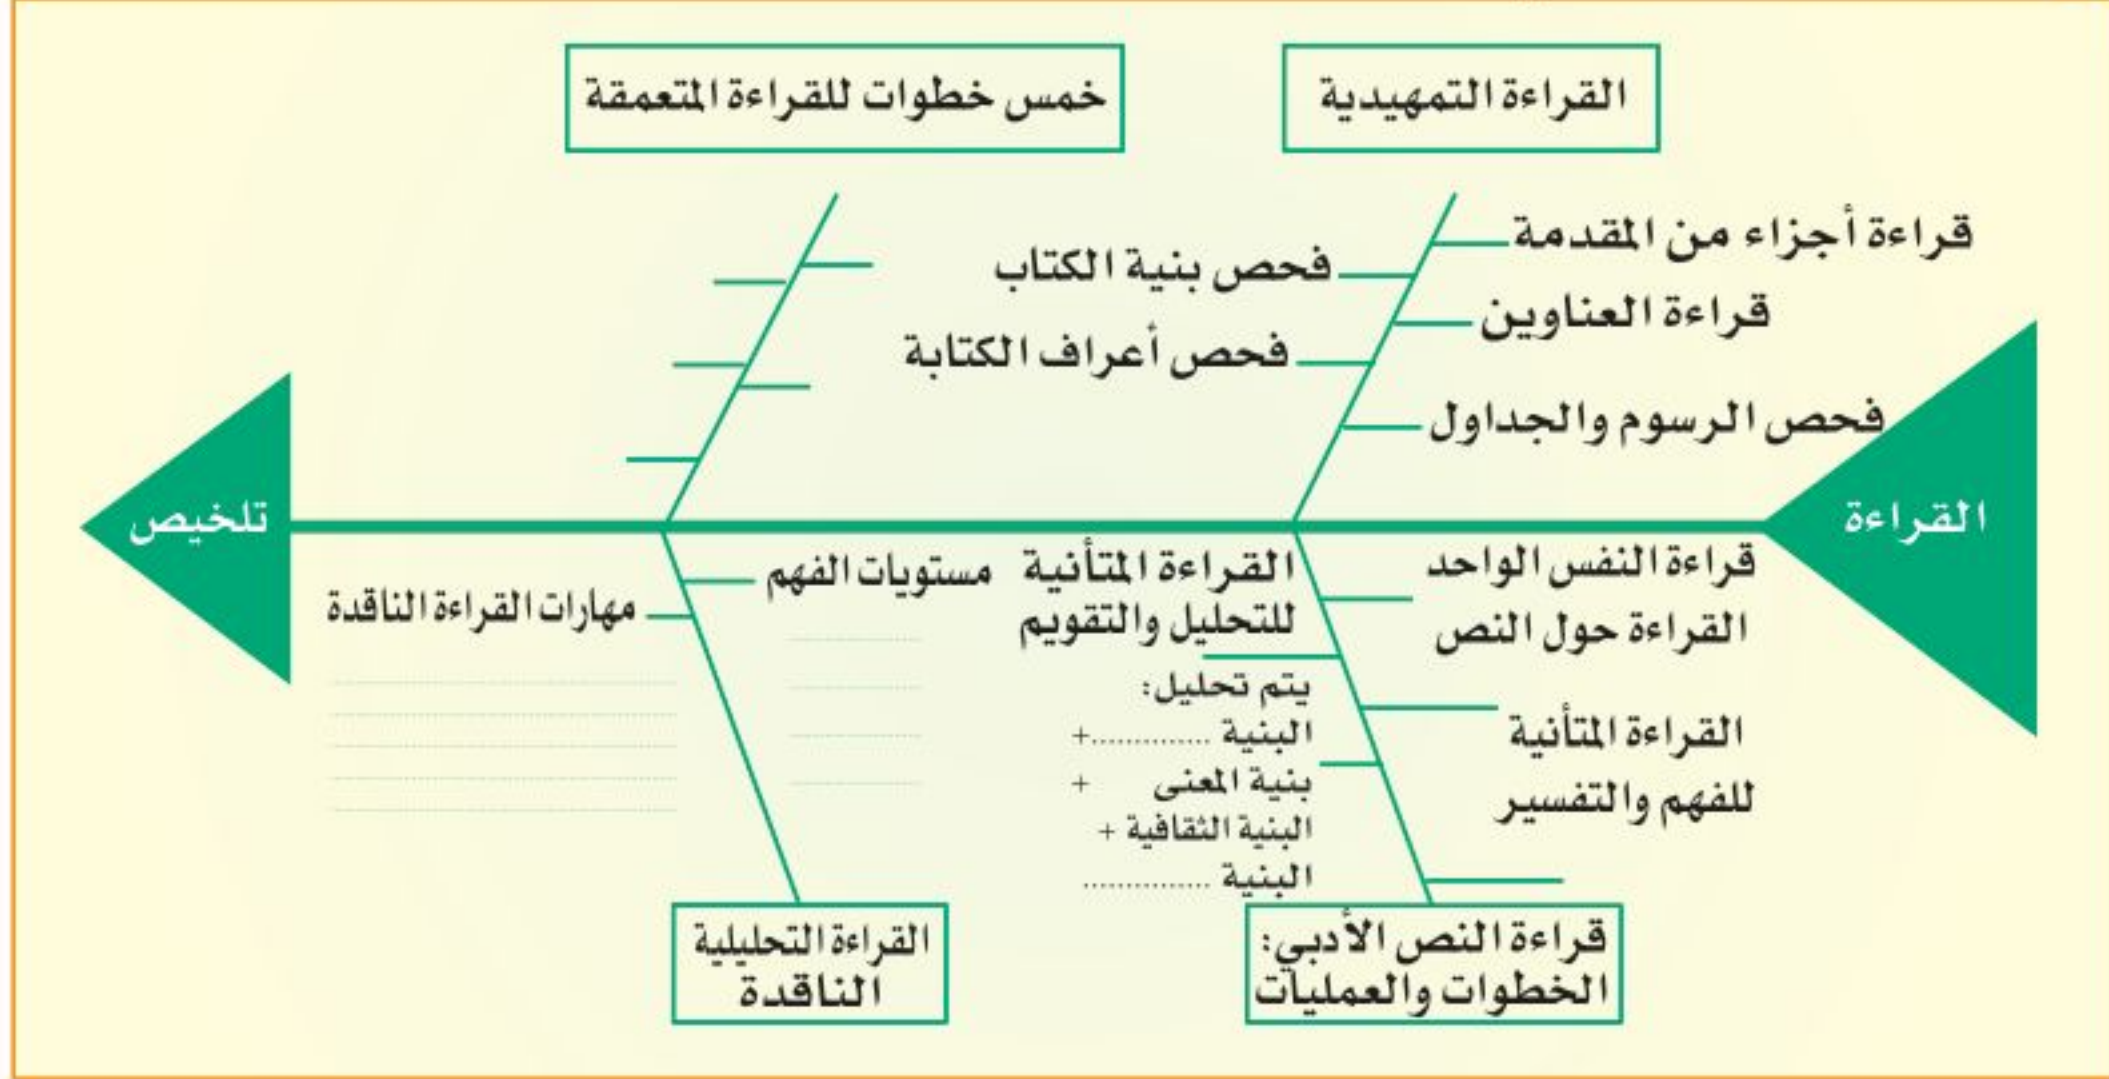 القراءة التمهيدية
خمس خطوات للقراءة المتعمقة
قراءة أجزاء من المقدمة
فحص بنية الكتاب
قراءة العناوين
فحص أعراف الكتابة
فحص الرسوم والجداول
القراءة
تلخيص
قراءة النفس الواحد
القراءة حول النص
القراءة المتأنية
للفهم والتفسير
القراءة المتأنية
للتحليل والتقويم
يتم تحليل:
البنية ..............+
بنية المعنى +
البنية الثقافية +
البنية ...............
مستويات الفهم
مهارات القراءة الناقدة
قراءة النص الأدبي:
الخطوات والعمليات
القراءة التحليلية
الناقدة